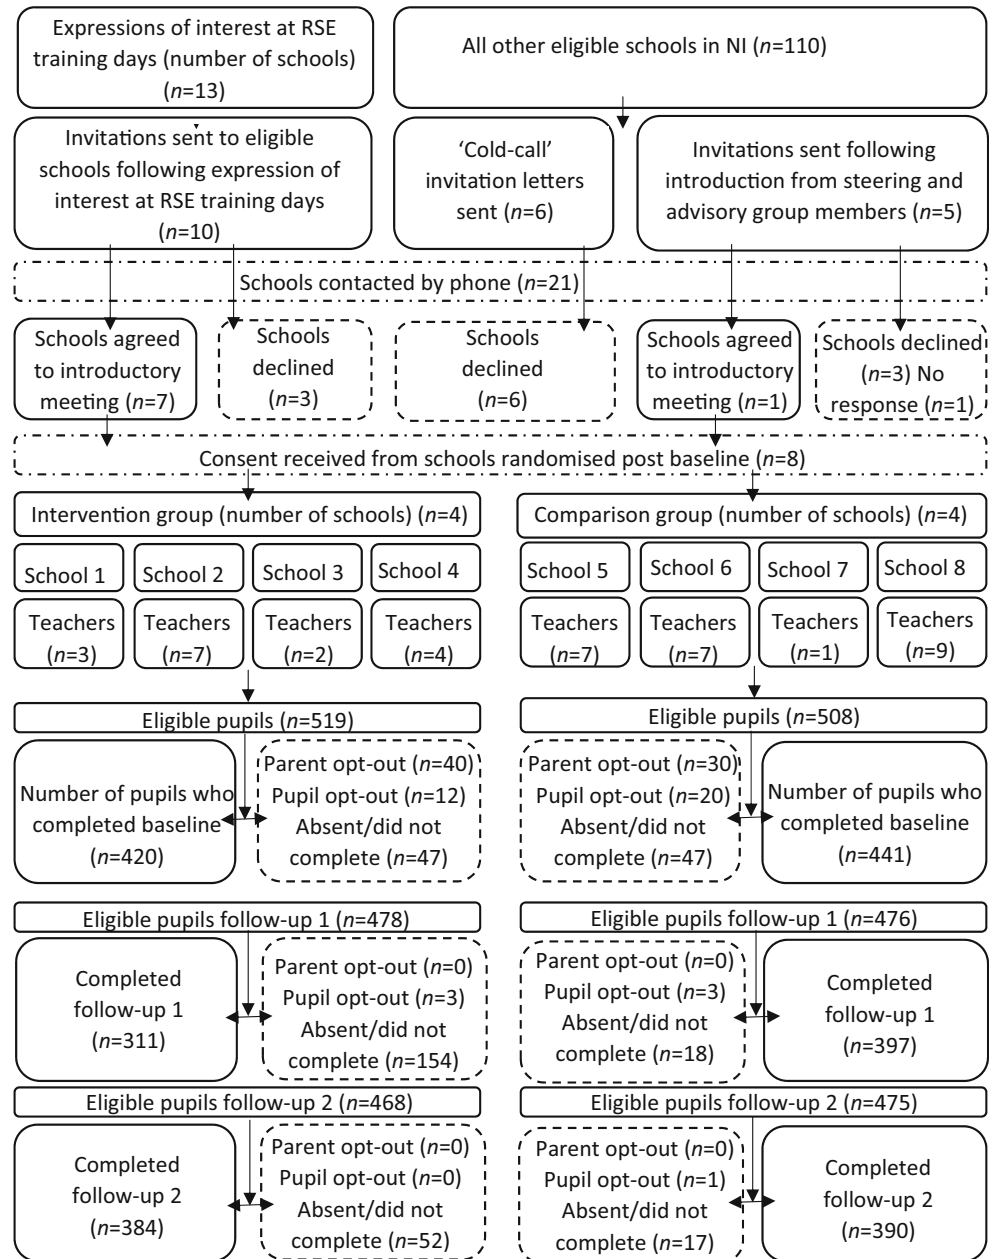 Expressions of interest at RSE
training days (number of schools)
(n=13)
All other eligible schools in NI (n=110)
Invitations sent to eligible
schools following expression of
interest at RSE training days
(n=10)
‘Cold-call’
invitation letters
sent (n=6)
Invitations sent following
introduction from steering and
advisory group members (n=5)
Schools contacted by phone (n=21)
Schools agreed
to introductory
meeting (n=7)
Schools
declined
(n=3)
Schools
declined
(n=6)
Schools agreed
to introductory
meeting (n=1)
Schools declined
(n=3) No
response (n=1)
Consent received from schools randomised post baseline (n=8)
Intervention group (number of schools) (n=4)
Comparison group (number of schools) (n=4)
School 1
School 2
School 3
School 4
School 5
School 6
School 7
School 8
Teachers
(n=3)
Teachers
(n=7)
Teachers
(n=2)
Teachers
(n=4)
Teachers
(n=7)
Teachers
(n=7)
Teachers
(n=1)
Teachers
(n=9)
Eligible pupils (n=519)
Eligible pupils (n=508)
Number of pupils who
completed baseline
(n=420)
Parent opt-out (n=40)
Pupil opt-out (n=12)
Absent/did not
complete (n=47)
Parent opt-out (n=30)
Pupil opt-out (n=20)
Absent/did not
complete (n=47)
Number of pupils who
completed baseline
(n=441)
Eligible pupils follow-up 1 (n=478)
Eligible pupils follow-up 1 (n=476)
Completed
follow-up 1
(n=311)
Parent opt-out (n=0)
Pupil opt-out (n=3)
Absent/did not
complete (n=154)
Parent opt-out (n=0)
Pupil opt-out (n=3)
Absent/did not
complete (n=18)
Completed
follow-up 1
(n=397)
Eligible pupils follow-up 2 (n=468)
Eligible pupils follow-up 2 (n=475)
Completed
follow-up 2
(n=384)
Parent opt-out (n=0)
Pupil opt-out (n=0)
Absent/did not
complete (n=52)
Parent opt-out (n=0)
Pupil opt-out (n=1)
Absent/did not
complete (n=17)
Completed
follow-up 2
(n=390)